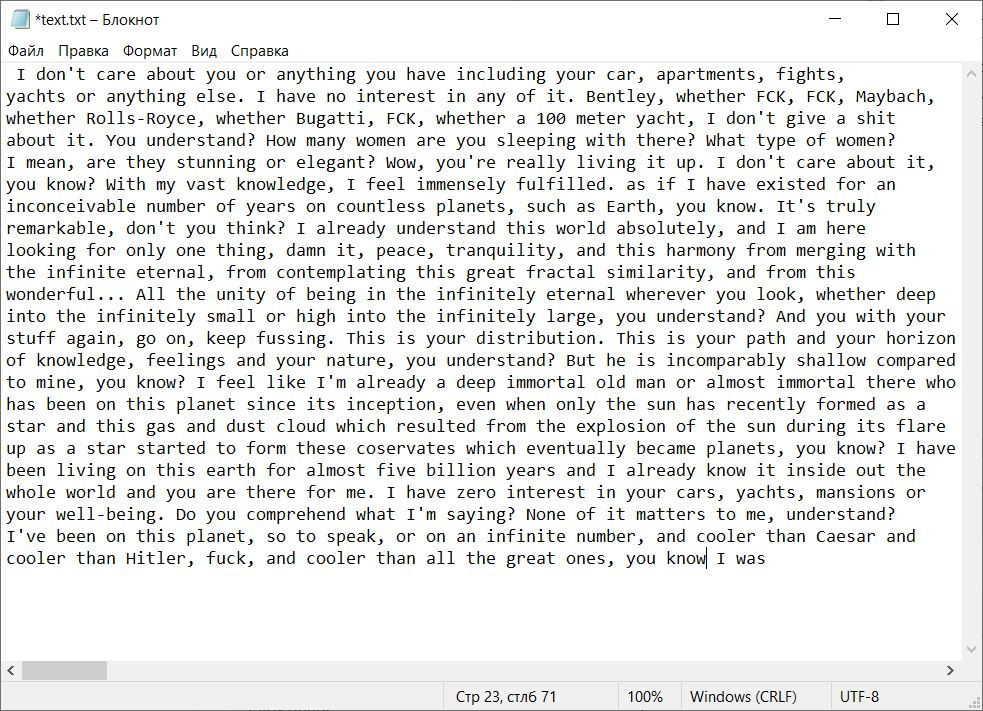 *text.txt – Блокнот
Файл Правка Формат Вид Справка
I don't care about you or anything you have including your car, apartments, fights,
yachts or anything else. I have no interest in any of it. Bentley, whether FCK, FCK, Maybach,
whether Rolls-Royce, whether Bugatti, FCK, whether a 100 meter yacht, I don't give a shit
about it. You understand? How many women are you sleeping with there? What type of women?
I mean, are they stunning or elegant? Wow, you're really living it up. I don't care about it,
you know? With my vast knowledge, I feel immensely fulfilled. as if I have existed for an
inconceivable number of years on countless planets, such as Earth, you know. It's truly
remarkable, don't you think? I already understand this world absolutely, and I am here
looking for only one thing, damn it, peace, tranquility, and this harmony from merging with
the infinite eternal, from contemplating this great fractal similarity, and from this
wonderful... All the unity of being in the infinitely eternal wherever you look, whether deep
into the infinitely small or high into the infinitely large, you understand? And you with your
stuff again, go on, keep fussing. This is your distribution. This is your path and your horizon
of knowledge, feelings and your nature, you understand? But he is incomparably shallow compared
to mine, you know? I feel like I'm already a deep immortal old man or almost immortal there who
has been on this planet since its inception, even when only the sun has recently formed as a
star and this gas and dust cloud which resulted from the explosion of the sun during its flare
up as a star started to form these coservates which eventually became planets, you know? I have
been living on this earth for almost five billion years and I already know it inside out the
whole world and you are there for me. I have zero interest in your cars, yachts, mansions or
your well-being. Do you comprehend what I'm saying? None of it matters to me, understand?
I've been on this planet, so to speak, or on an infinite number, and cooler than Caesar and
cooler than Hitler, fuck, and cooler than all the great ones, you know I was
Стр 23, стлб 71 100% Windows (CRLF) UTF-8